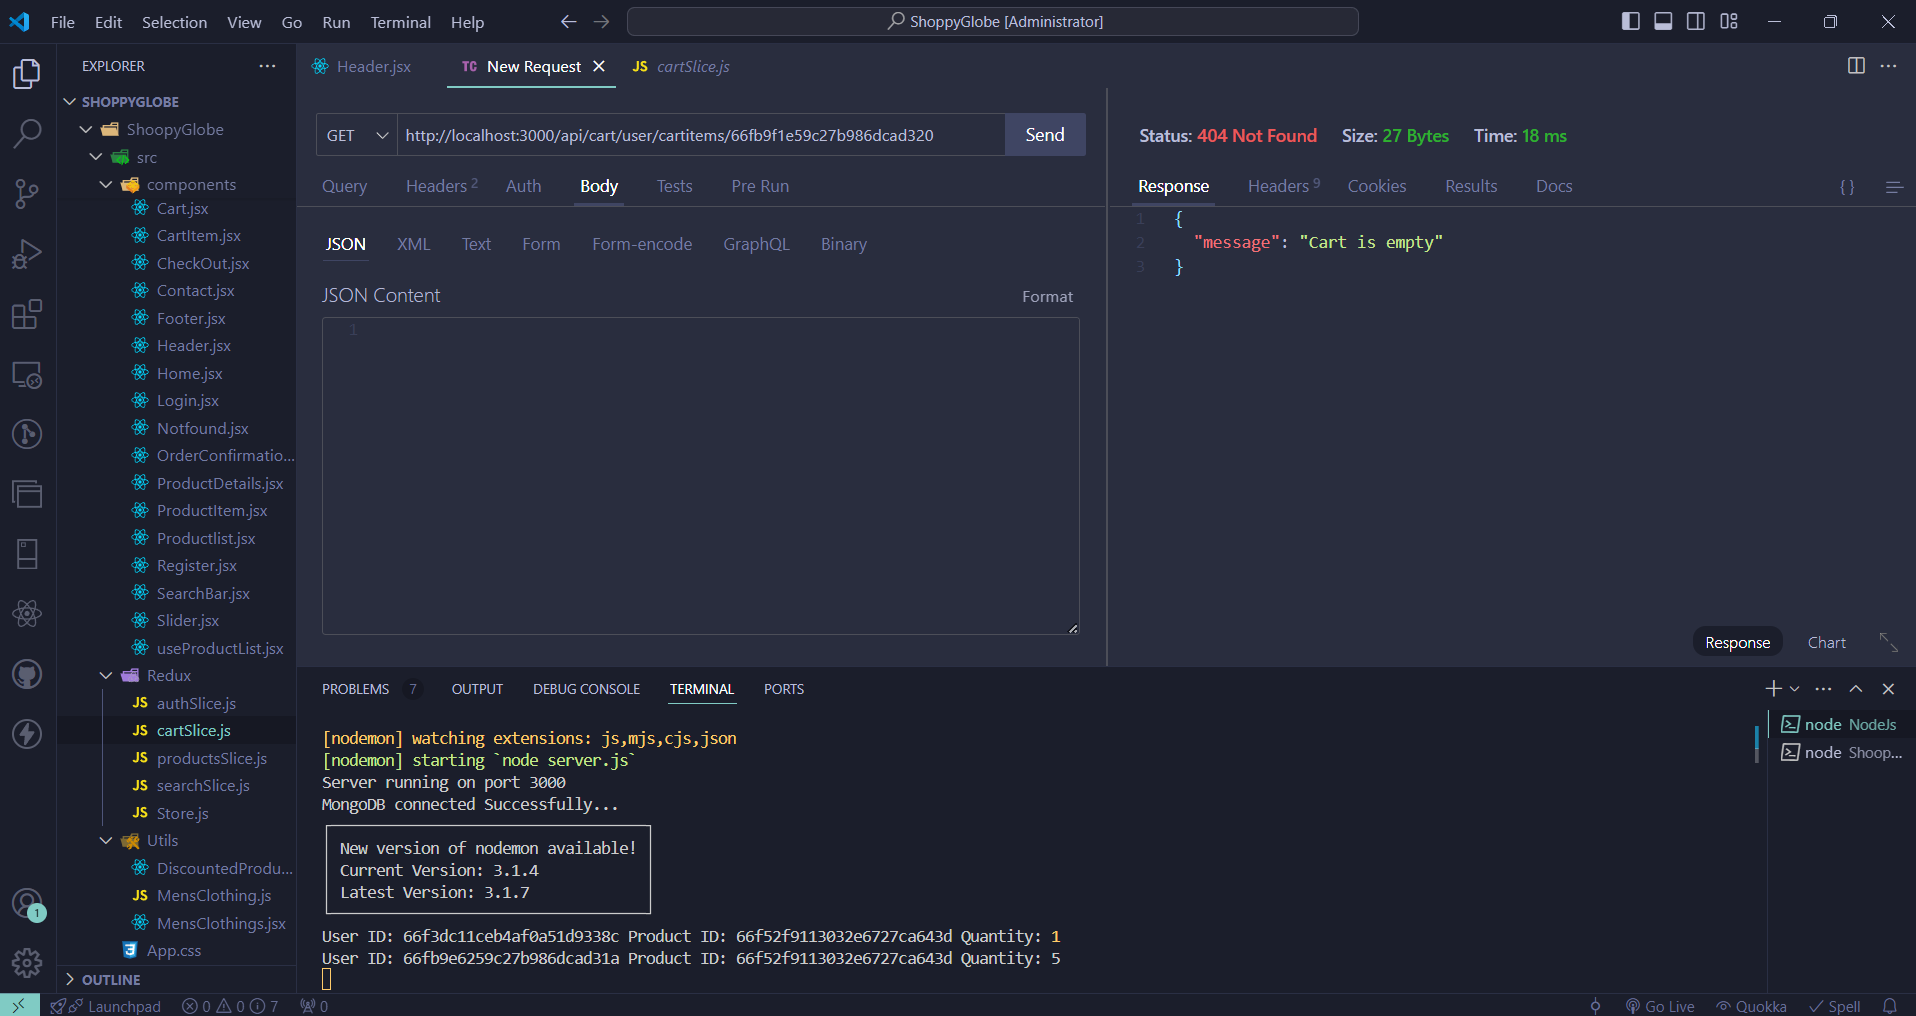 File Edit Selection View Go Run Terminal Help
ShoppyGlobe [Administrator]
EXPLORER
SHOPPYGLOBE
ShoopyGlobe
src
components
Cart.jsx
CartItem.jsx
CheckOut.jsx
Contact.jsx
Footer.jsx
Header.jsx
Home.jsx
Login.jsx
Notfound.jsx
OrderConfirmatio...
ProductDetails.jsx
ProductItem.jsx
Productlist.jsx
Register.jsx
SearchBar.jsx
Slider.jsx
useProductList.jsx
Redux
JS authSlice.js
JS cartSlice.js
JS productsSlice.js
JS searchSlice.js
JS Store.js
Utils
DiscountedProdu...
JS MensClothing.js
MensClothings.jsx
App.css
OUTLINE
1
Header.jsx TC New Request JS cartSlice.js
GET http://localhost:3000/api/cart/user/cartitems/66fb9f1e59c27b986dcad320 Send
Query Headers 2 Auth Body Tests Pre Run
JSON XML Text Form Form-encode GraphQL Binary
JSON Content Format
1
Status: 404 Not Found Size: 27 Bytes Time: 18 ms
Response Headers 9 Cookies Results Docs {}
1 {
2 "message": "Cart is empty"
3 }
Response Chart
PROBLEMS 7 OUTPUT DEBUG CONSOLE TERMINAL PORTS
[nodemon] watching extensions: js,mjs,cjs,json
[nodemon] starting `node server.js`
Server running on port 3000
MongoDB connected Successfully...
New version of nodemon available!
Current Version: 3.1.4
Latest Version: 3.1.7
User ID: 66f3dc11ceb4af0a51d9338c Product ID: 66f52f9113032e6727ca643d Quantity: 1
User ID: 66fb9e6259c27b986dcad31a Product ID: 66f52f9113032e6727ca643d Quantity: 5
node NodeJs
node Shoop...
Launchpad 0 0 7 0 Go Live Quokka Spell